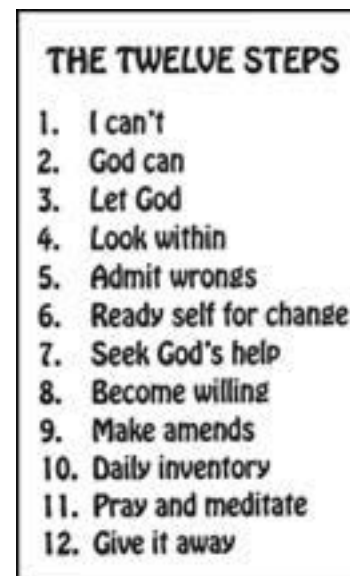 THE TWELVE STEPS
1. I can't
2. God can
3. Let God
4. Look within
5. Admit wrongs
6. Ready self for change
7. Seek God's help
8. Become willing
9. Make amends
10. Daily inventory
11. Pray and meditate
12. Give it away